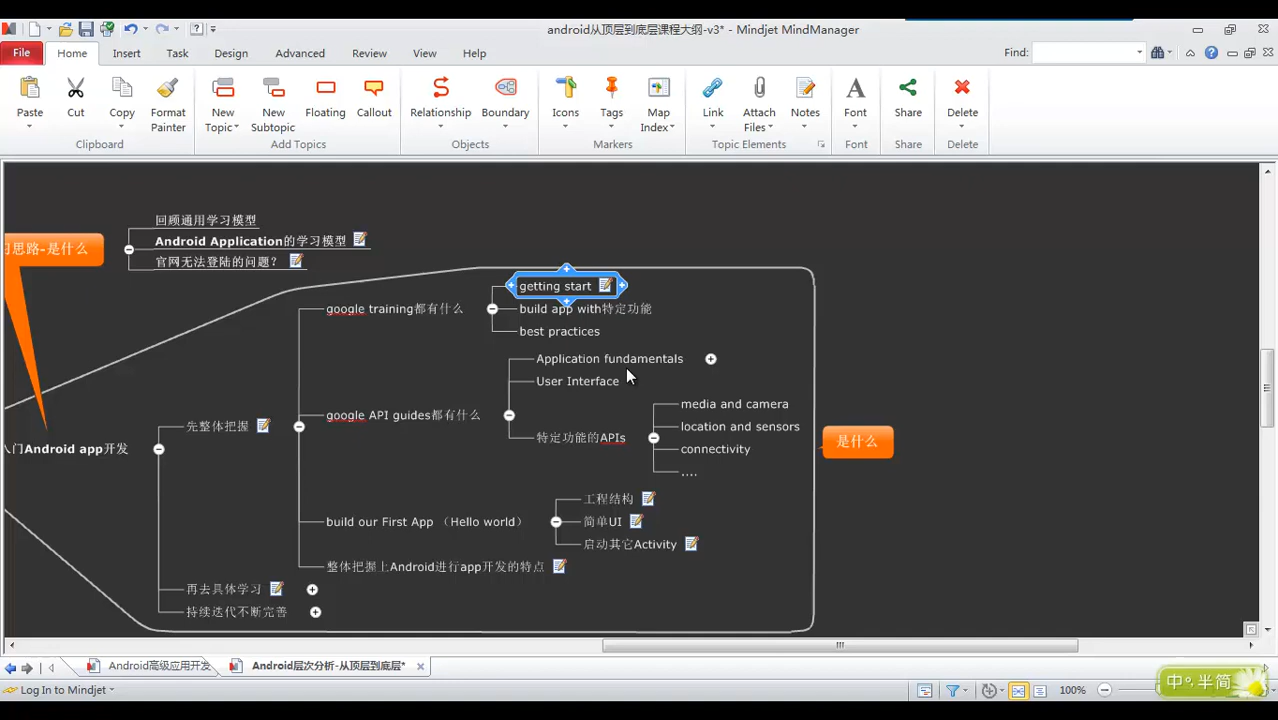 android从顶层到底层课程大纲-v3* - Mindjet MindManager
File Home Insert Task Design Advanced Review View Help Find:
Paste Cut Copy Format Painter New Topic New Subtopic Floating Callout Relationship Boundary Icons Tags Map Index Link Attach Files Notes Font Share Delete
Clipboard Add Topics Objects Markers Topic Elements Font Share Delete
思路-是什么
回顾通用学习模型
Android Application的学习模型
官网无法登陆的问题?
入门Android app开发
先整体把握
google training都有什么
getting start
build app with特定功能
best practices
google API guides都有什么
Application fundamentals
User Interface
特定功能的APIs
media and camera
location and sensors
connectivity
....
build our First App （Hello world）
工程结构
简单UI
启动其它Activity
整体把握上Android进行app开发的特点
再去具体学习
持续迭代不断完善
是什么
Android高级应用开发 Android层次分析-从顶层到底层*
Log In to Mindjet 100%
中 半简